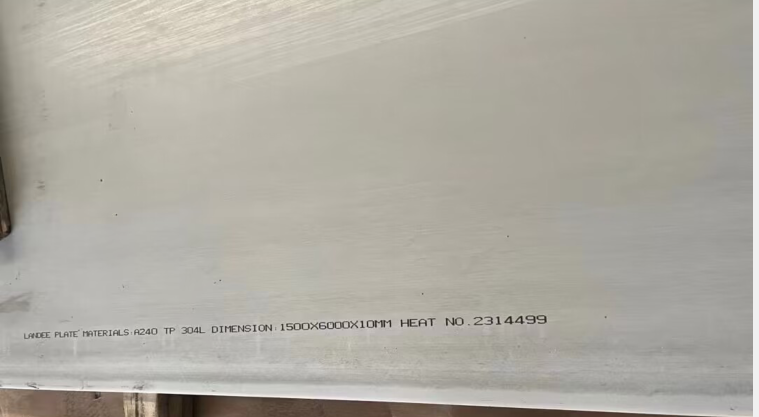 LANDEE PLATE MATERIALS:A240 TP 304L DIMENSION:1500X6000X10MM HEAT NO.2314499